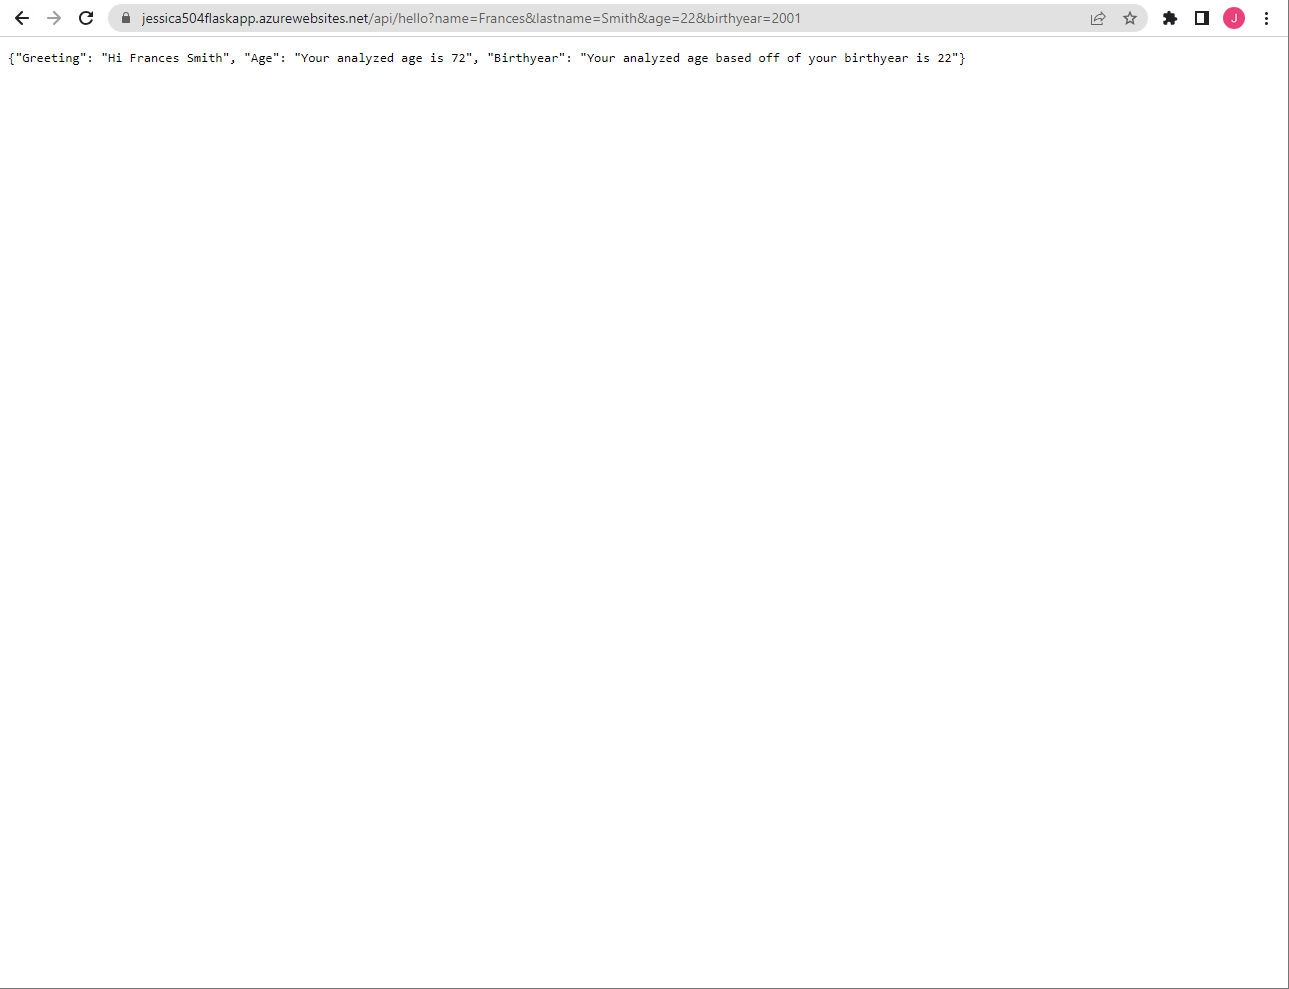 jessica504flaskapp.azurewebsites.net/api/hello?name=Frances&lastname=Smith&age=22&birthyear=2001
J
{"Greeting": "Hi Frances Smith", "Age": "Your analyzed age is 72", "Birthyear": "Your analyzed age based off of your birthyear is 22"}